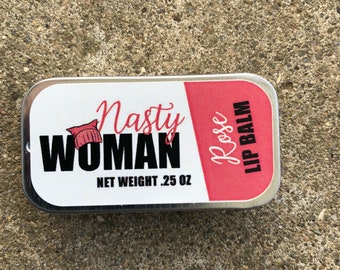 Nasty
WOMAN
NET WEIGHT .25 OZ
Rose
LIP BALM